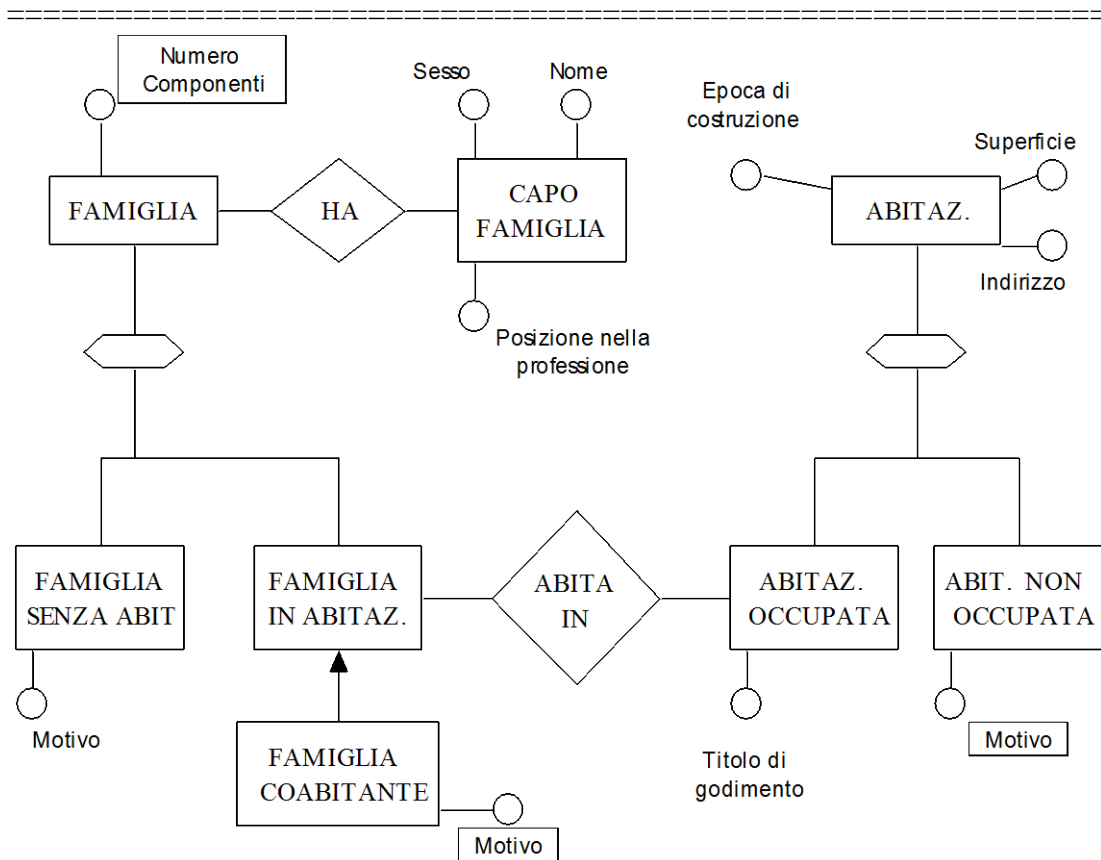 Numero
Componenti
Sesso
Nome
Epoca di
costruzione
Superficie
FAMIGLIA
HA
CAPO
FAMIGLIA
ABITAZ.
Indirizzo
Posizione nella
professione
FAMIGLIA
SENZA ABIT
FAMIGLIA
IN ABITAZ.
ABITA
IN
ABITAZ.
OCCUPATA
ABIT. NON
OCCUPATA
Motivo
FAMIGLIA
COABITANTE
Titolo di
godimento
Motivo
Motivo